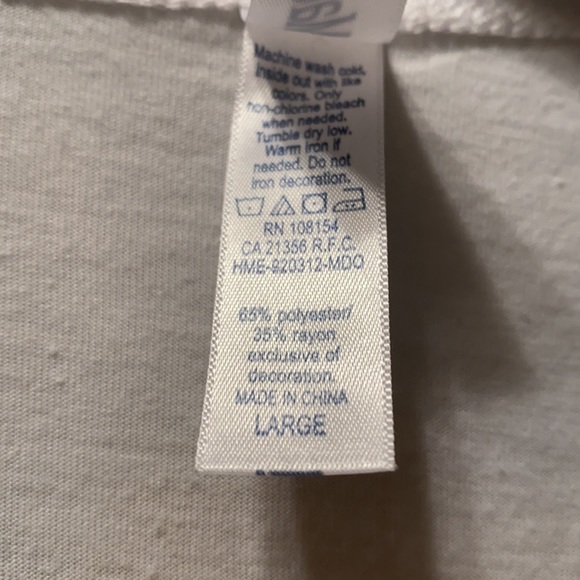 Machine wash cold,
Inside out with like
colors. Only
non-chlorine bleach
when needed.
Tumble dry low.
Warm iron if
needed. Do not
iron decoration.
RN 108154
CA 21356 R.F.C.
HME-920312-MDO
65% polyester/
35% rayon
exclusive of
decoration.
MADE IN CHINA
LARGE